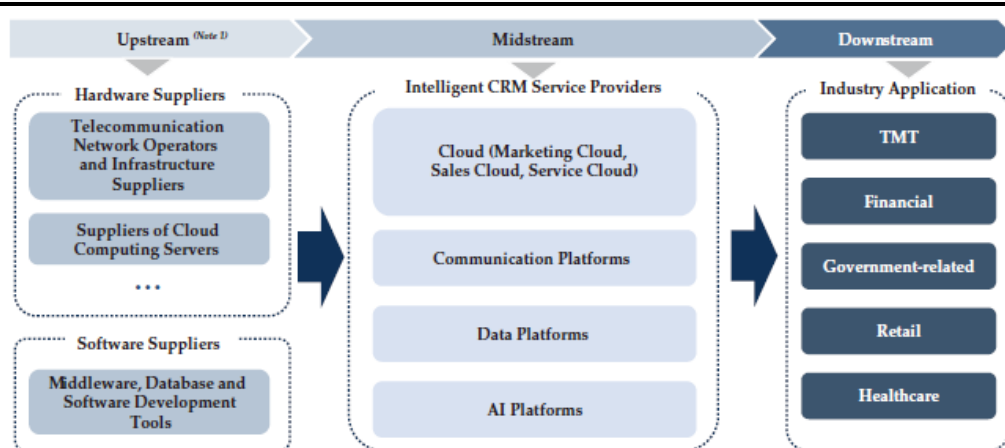 Upstream (Note 1)
Midstream
Downstream
Hardware Suppliers
Telecommunication
Network Operators
and Infrastructure
Suppliers
Suppliers of Cloud
Computing Servers
...
Software Suppliers
Middleware, Database and
Software Development
Tools
Intelligent CRM Service Providers
Cloud (Marketing Cloud,
Sales Cloud, Service Cloud)
Communication Platforms
Data Platforms
AI Platforms
Industry Application
TMT
Financial
Government-related
Retail
Healthcare